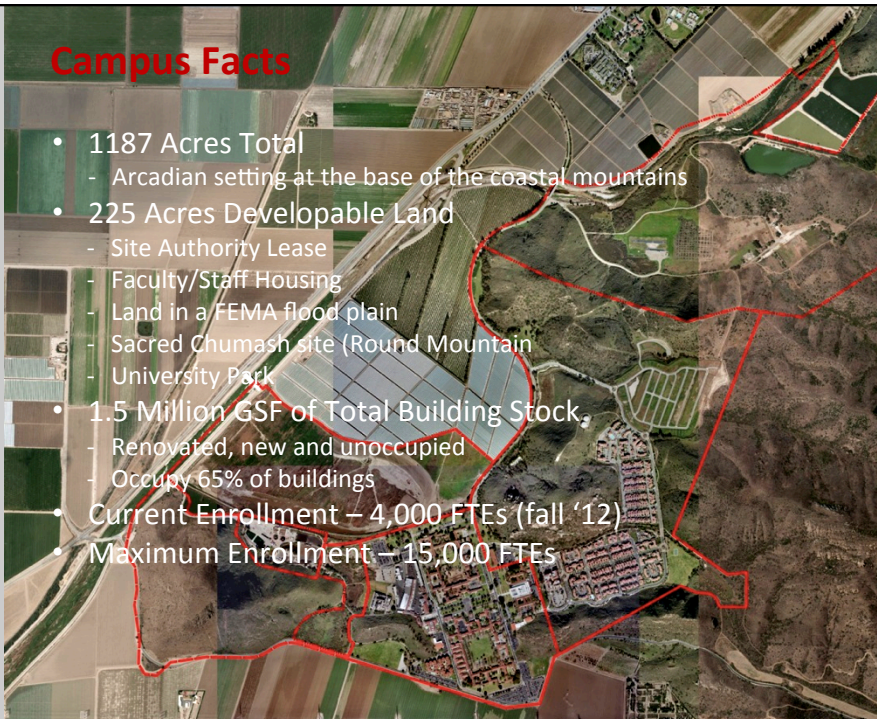 Campus Facts
• 1187 Acres Total
- Arcadian setting at the base of the coastal mountains
• 225 Acres Developable Land
- Site Authority Lease
- Faculty/Staff Housing
- Land in a FEMA flood plain
- Sacred Chumash site (Round Mountain
- University Park
• 1.5 Million GSF of Total Building Stock
- Renovated, new and unoccupied
- Occupy 65% of buildings
• Current Enrollment – 4,000 FTEs (fall ‘12)
• Maximum Enrollment – 15,000 FTEs